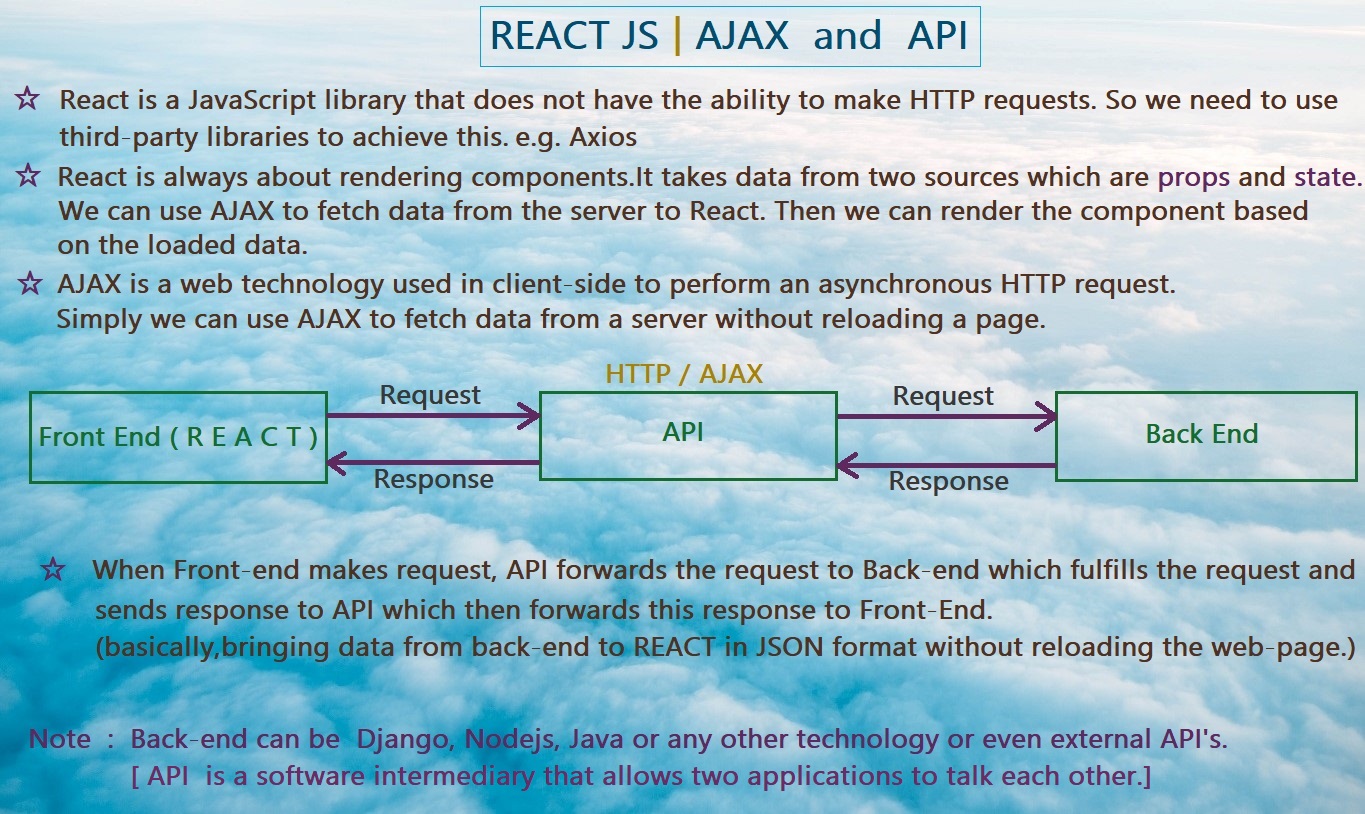 REACT JS | AJAX and API
☆ React is a JavaScript library that does not have the ability to make HTTP requests. So we need to use
third-party libraries to achieve this. e.g. Axios
☆ React is always about rendering components.It takes data from two sources which are props and state.
We can use AJAX to fetch data from the server to React. Then we can render the component based
on the loaded data.
☆ AJAX is a web technology used in client-side to perform an asynchronous HTTP request.
Simply we can use AJAX to fetch data from a server without reloading a page.
HTTP / AJAX
Request
Request
Front End ( R E A C T )
API
Back End
Response
Response
☆ When Front-end makes request, API forwards the request to Back-end which fulfills the request and
sends response to API which then forwards this response to Front-End.
(basically,bringing data from back-end to REACT in JSON format without reloading the web-page.)
Note : Back-end can be Django, Nodejs, Java or any other technology or even external API's.
[ API is a software intermediary that allows two applications to talk each other.]